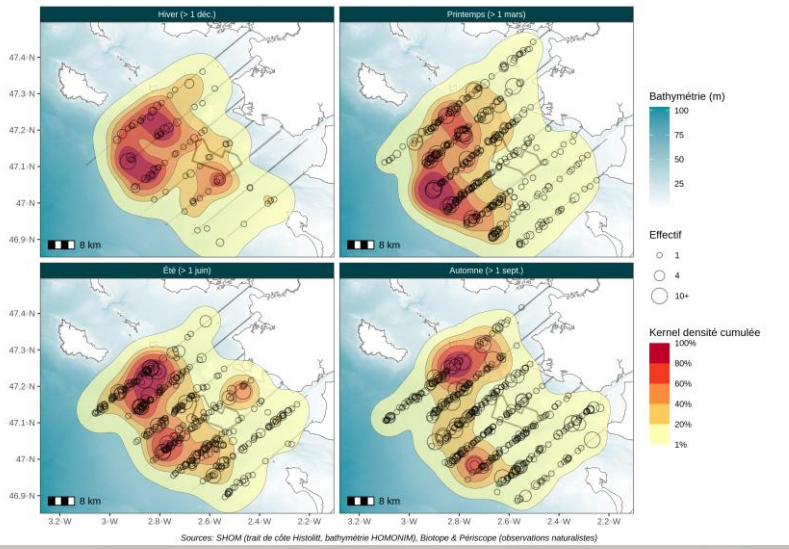 Hiver (> 1 déc.)
Printemps (> 1 mars)
47.4°N
47.3°N
47.2°N
47.1°N
47°N
46.9°N
8 km
8 km
Été (> 1 juin)
Automne (> 1 sept.)
47.4°N
47.3°N
47.2°N
47.1°N
47°N
46.9°N
8 km
8 km
3.2°W
3°W
2.8°W
2.6°W
2.4°W
2.2°W
3.2°W
3°W
2.8°W
2.6°W
2.4°W
2.2°W
Bathymétrie (m)
100
75
50
25
Effectif
1
4
10+
Kernel densité cumulée
100%
80%
60%
40%
20%
1%
Sources: SHOM (trait de côte Histolitt, bathymétrie HOMONIM), Biotope & Périscope (observations naturalistes)